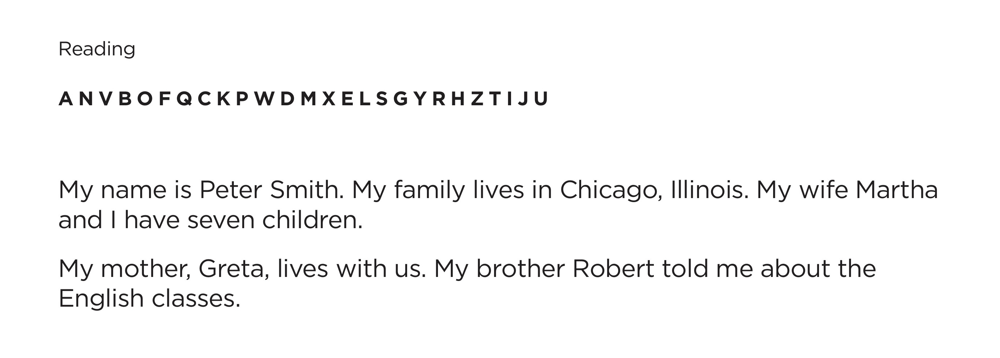 Reading
A N V B O F Q C K P W D M X E L S G Y R H Z T I J U
My name is Peter Smith. My family lives in Chicago, Illinois. My wife Martha
and I have seven children.
My mother, Greta, lives with us. My brother Robert told me about the
English classes.